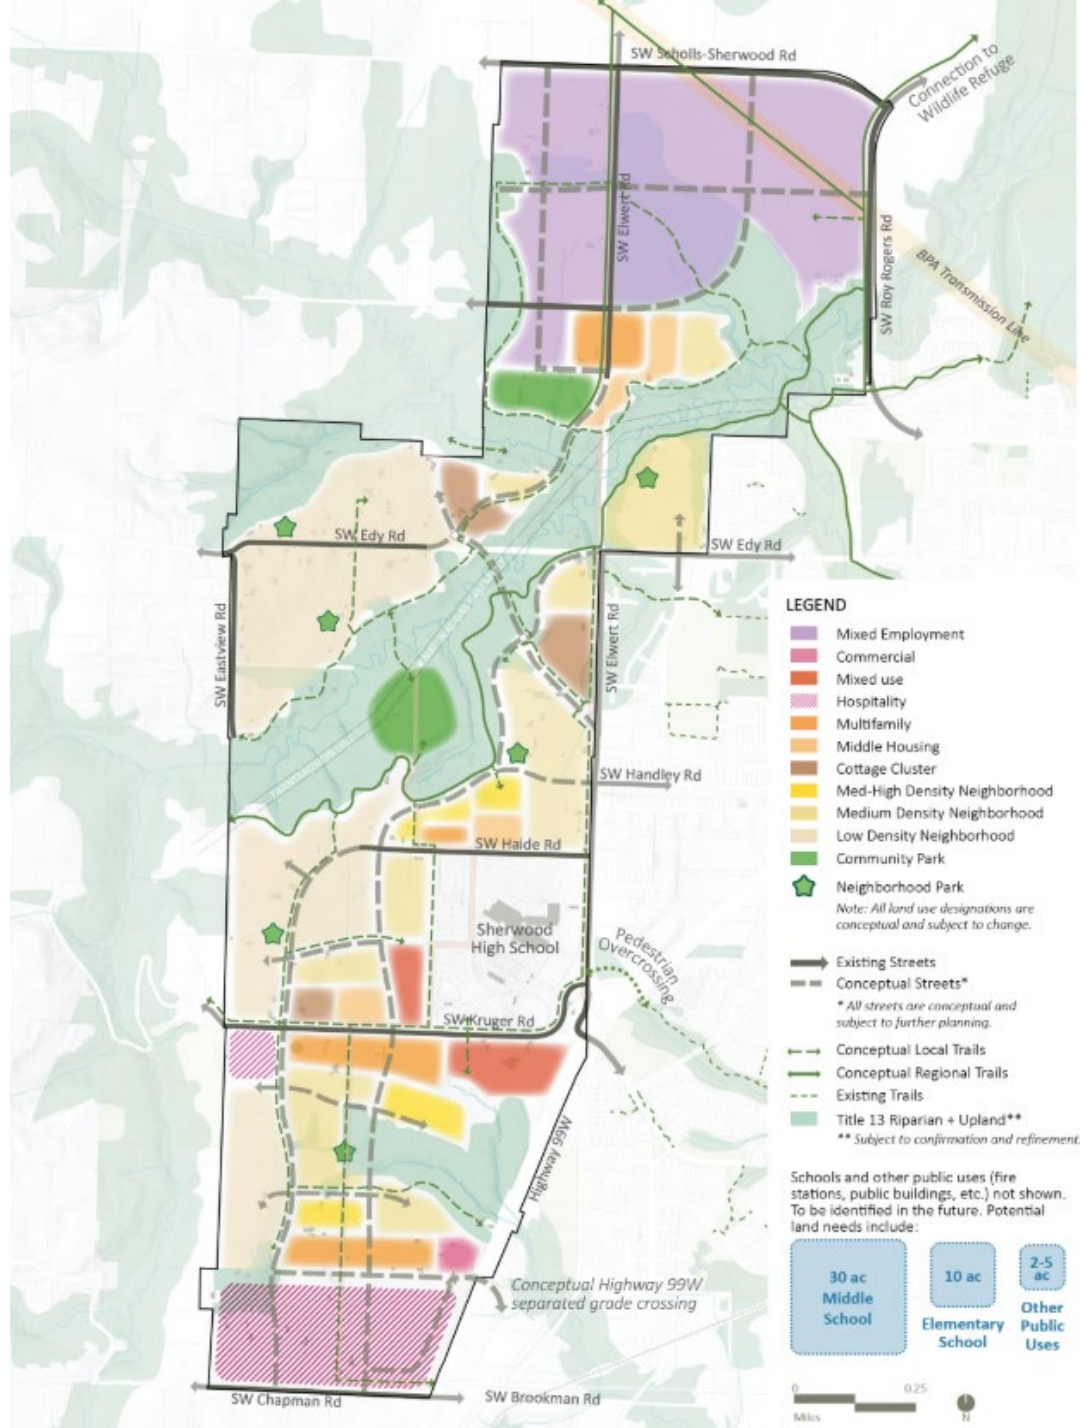 SW Scholls-Sherwood Rd
Connection to
Wildlife Refuge
SW Elwert Rd
SW Roy Rogers Rd
BPA Transmission Line
SW Edy Rd
SW Edy Rd
SW Eastview Rd
SW Elwert Rd
SW Handley Rd
SW Haide Rd
Sherwood
High School
Pedestrian
Overcrossing
SW Kruger Rd
Highway 99W
Conceptual Highway 99W
separated grade crossing
SW Chapman Rd
SW Brookman Rd
LEGEND
Mixed Employment
Commercial
Mixed use
Hospitality
Multifamily
Middle Housing
Cottage Cluster
Med-High Density Neighborhood
Medium Density Neighborhood
Low Density Neighborhood
Community Park
Neighborhood Park
Note: All land use designations are
conceptual and subject to change.
Existing Streets
Conceptual Streets*
* All streets are conceptual and
subject to further planning.
Conceptual Local Trails
Conceptual Regional Trails
Existing Trails
Title 13 Riparian + Upland**
** Subject to confirmation and refinement.
Schools and other public uses (fire
stations, public buildings, etc.) not shown.
To be identified in the future. Potential
land needs include:
30 ac
Middle
School
10 ac
Elementary
School
2-5
ac
Other
Public
Uses
0
0.25
Miles
N